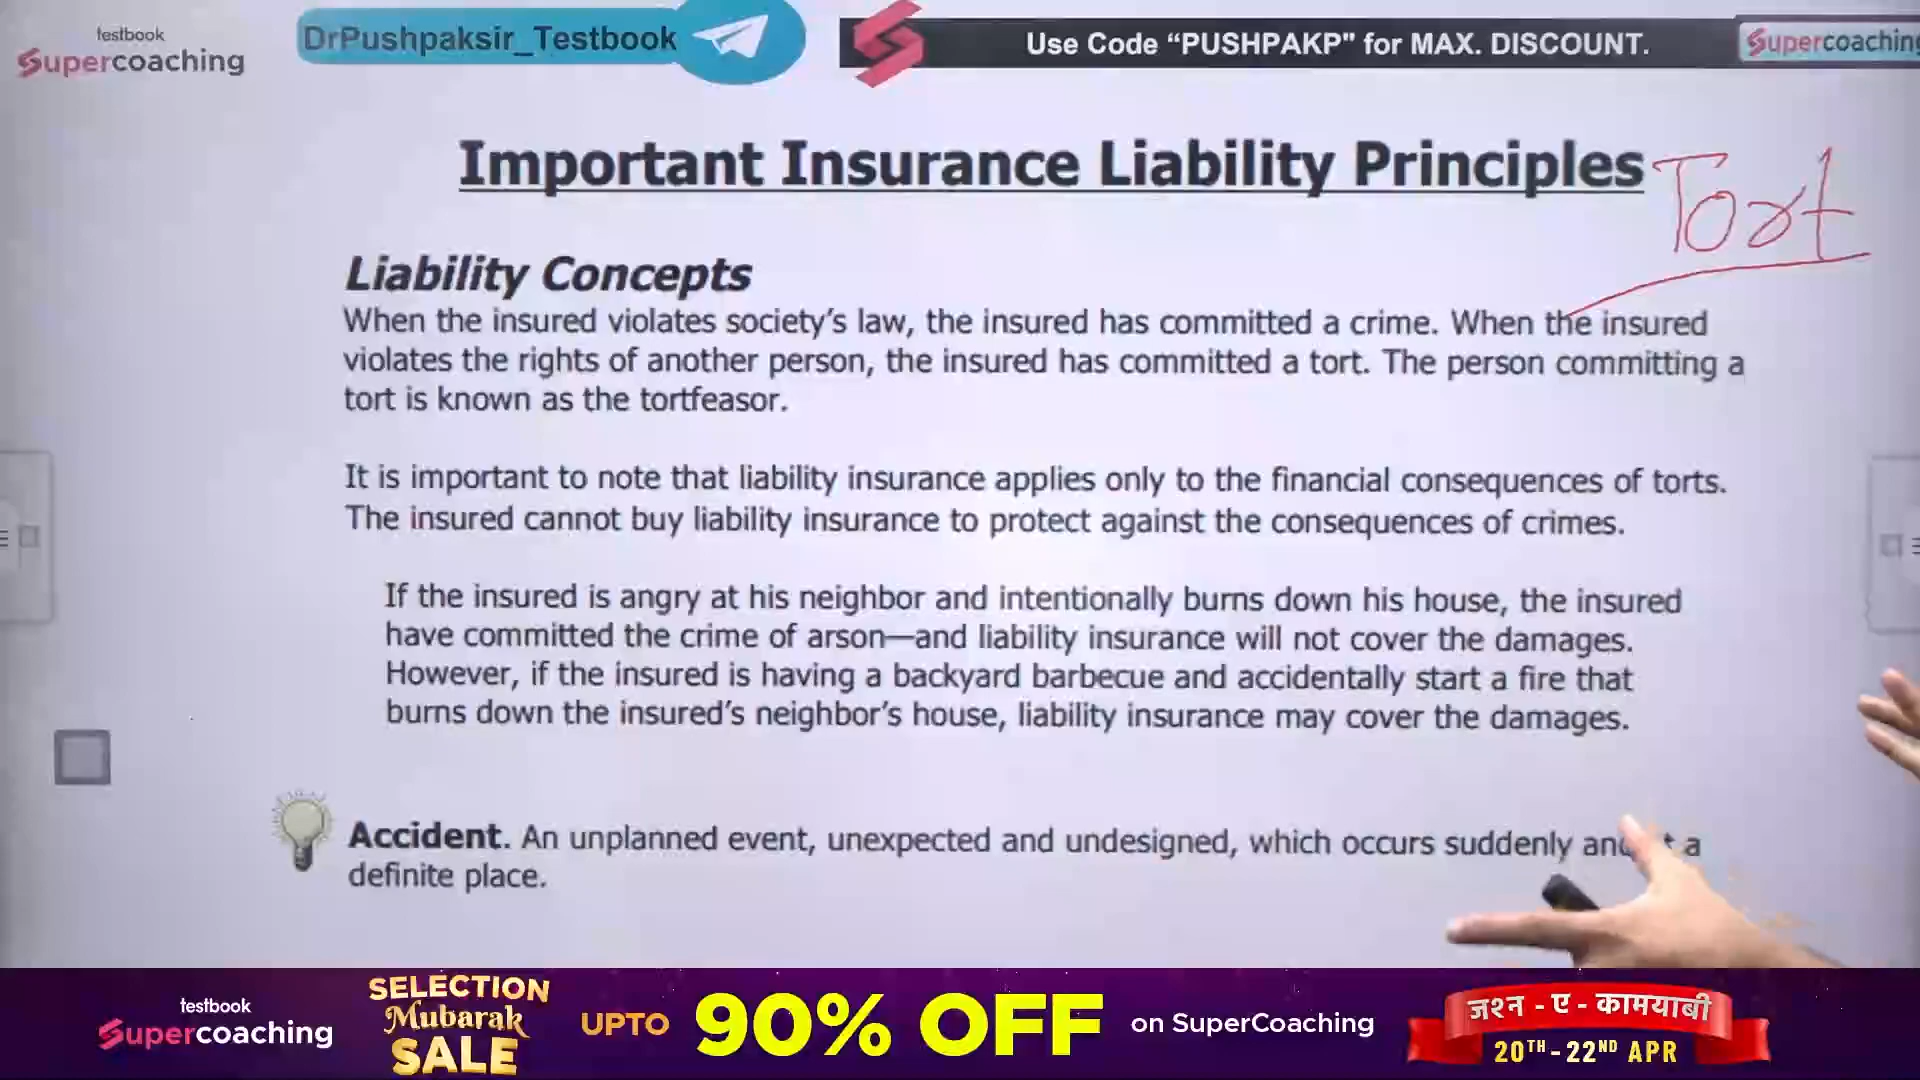 testbook
Supercoaching
DrPushpaksir_Testbook
Use Code “PUSHPAKP" for MAX. DISCOUNT.
Supercoaching
Important Insurance Liability Principles
Tort
Liability Concepts
When the insured violates society’s law, the insured has committed a crime. When the insured
violates the rights of another person, the insured has committed a tort. The person committing a
tort is known as the tortfeasor.
It is important to note that liability insurance applies only to the financial consequences of torts.
The insured cannot buy liability insurance to protect against the consequences of crimes.
If the insured is angry at his neighbor and intentionally burns down his house, the insured
have committed the crime of arson—and liability insurance will not cover the damages.
However, if the insured is having a backyard barbecue and accidentally start a fire that
burns down the insured’s neighbor’s house, liability insurance may cover the damages.
Accident. An unplanned event, unexpected and undesigned, which occurs suddenly and a
definite place.
testbook
Supercoaching
SELECTION
Mubarak
SALE
UPTO 90% OFF on SuperCoaching
जश्न - ए - कामयाबी
20TH - 22ND APR